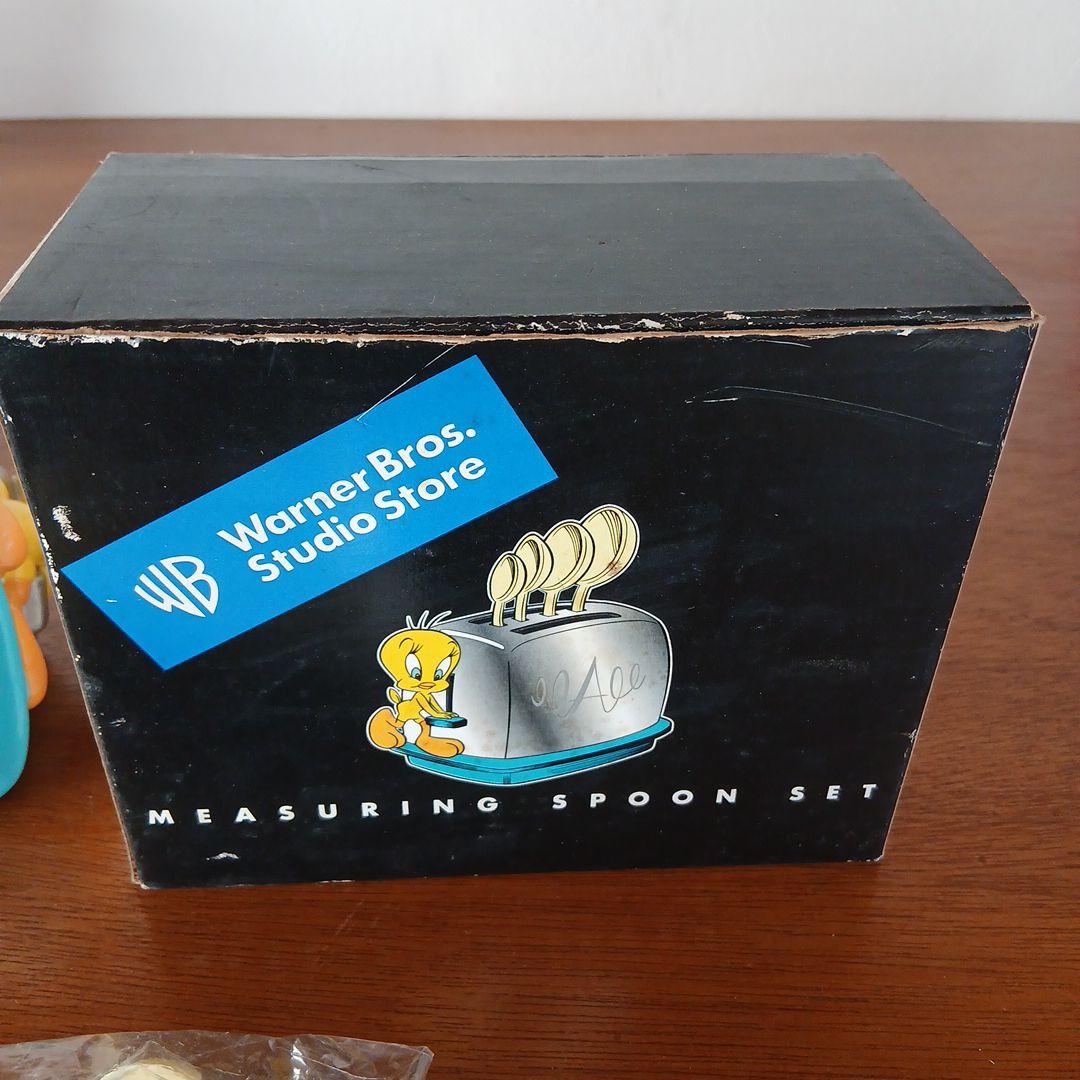 WB
Warner Bros.
Studio Store
MEASURING SPOON SET